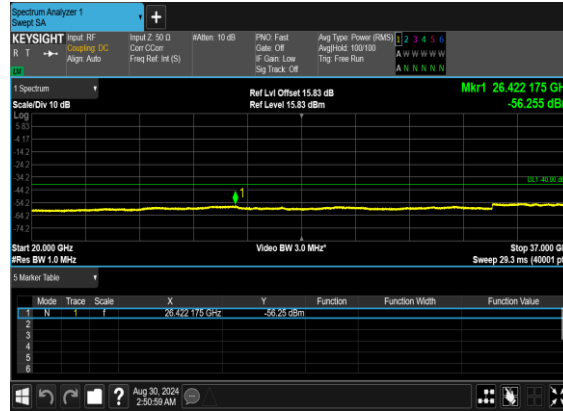 Spectrum Analyzer 1
Swept SA
+
KEYSIGHT Input: RF Input Z: 50 Ω #Atten: 10 dB PNO: Fast Avg Type: Power (RMS) 1 2 3 4 5 6
R T Coupling: DC Corr CCorr Gate: Off Avg|Hold: 100/100 A W W W W W
Align: Auto Freq Ref: Int (S) IF Gain: Low Trig: Free Run
Sig Track: Off A N N N N N
1 Spectrum Ref Lvl Offset 15.83 dB Mkr1 26.422 175 GH
Scale/Div 10 dB Ref Level 15.83 dBm -56.255 dB
Log
5.83
-4.17
-14.2
-24.2
-34.2
DL1 -40.00 dB
-44.2
1
-54.2
-64.2
-74.2
Start 20.000 GHz Video BW 3.0 MHz* Stop 37.000 G
#Res BW 1.0 MHz Sweep 29.3 ms (40001 pt
5 Marker Table
Mode Trace Scale X Y Function Function Width Function Value
1 N 1 f 26.422 175 GHz -56.25 dBm
2
3
4
5
6
? Aug 30, 2024
2:50:59 AM